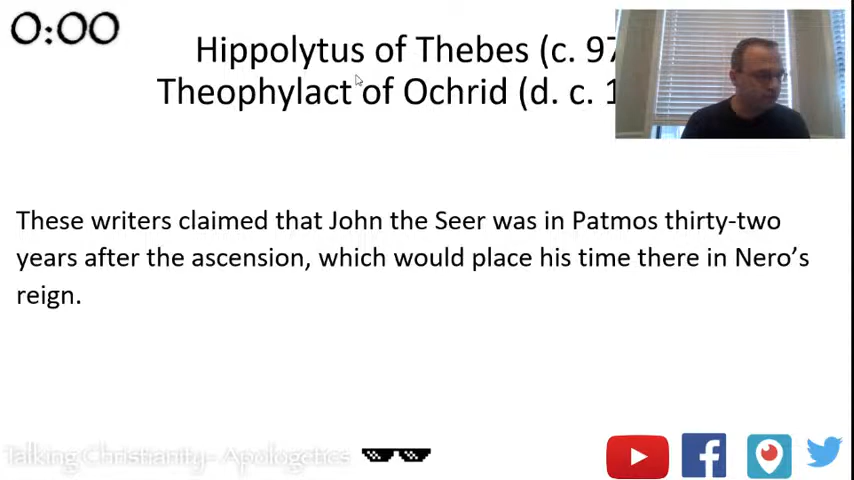 0:00
Hippolytus of Thebes (c. 97
Theophylact of Ochrid (d. c. 1
These writers claimed that John the Seer was in Patmos thirty-two
years after the ascension, which would place his time there in Nero’s
reign.
Talking Christianity - Apologetics